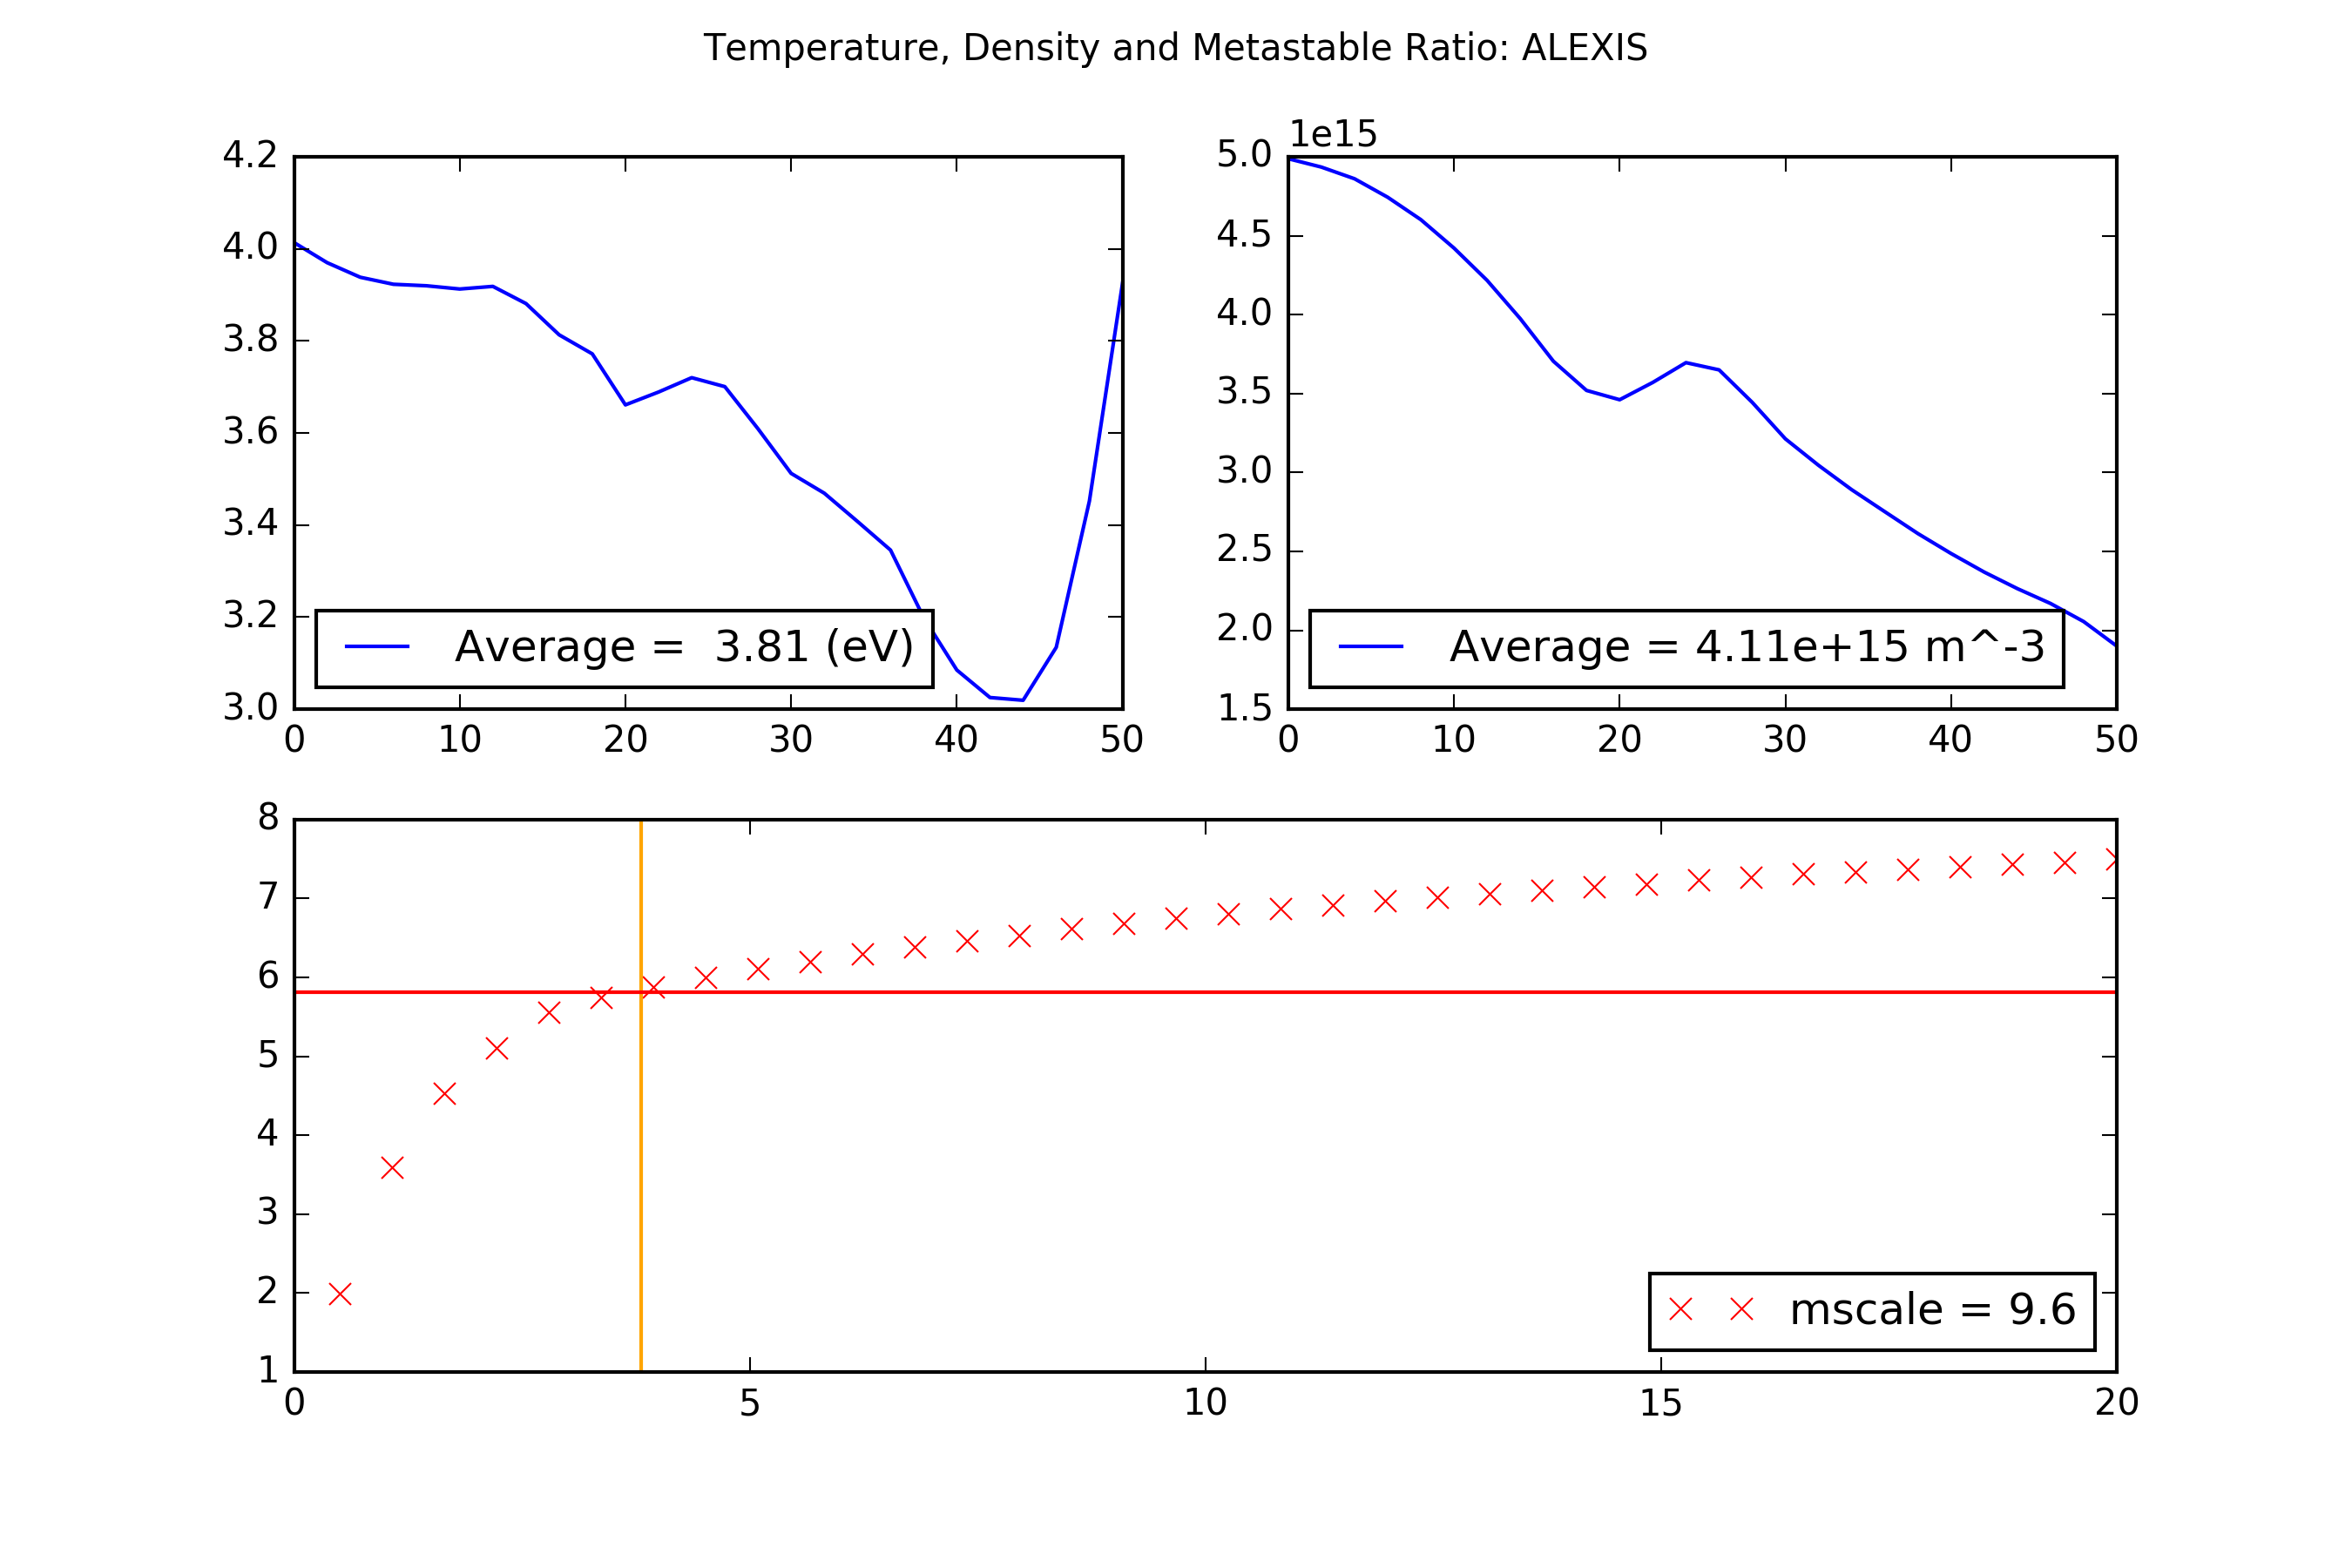 Temperature, Density and Metastable Ratio: ALEXIS
4.2
4.0
3.8
3.6
3.4
3.2
3.0
0 10 20 30 40 50
Average =  3.81 (eV)
1e15
5.0
4.5
4.0
3.5
3.0
2.5
2.0
1.5
0 10 20 30 40 50
Average = 4.11e+15 m^-3
8
7
6
5
4
3
2
1
0 5 10 15 20
mscale = 9.6